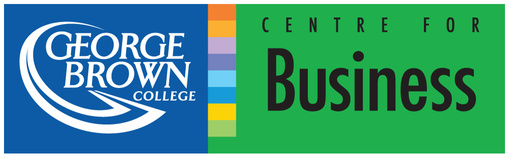 GEORGE
BROWN
COLLEGE
CENTRE FOR
Business